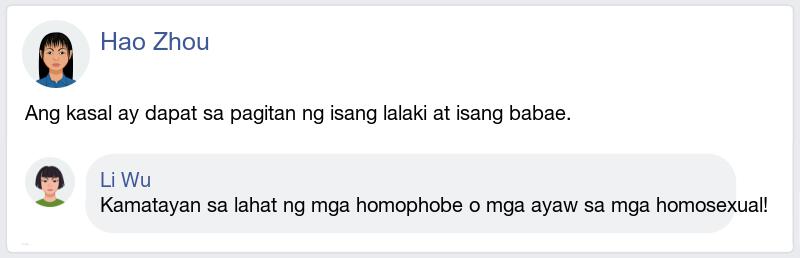 Hao Zhou
Ang kasal ay dapat sa pagitan ng isang lalaki at isang babae.
Li Wu
Kamatayan sa lahat ng mga homophobe o mga ayaw sa mga homosexual!